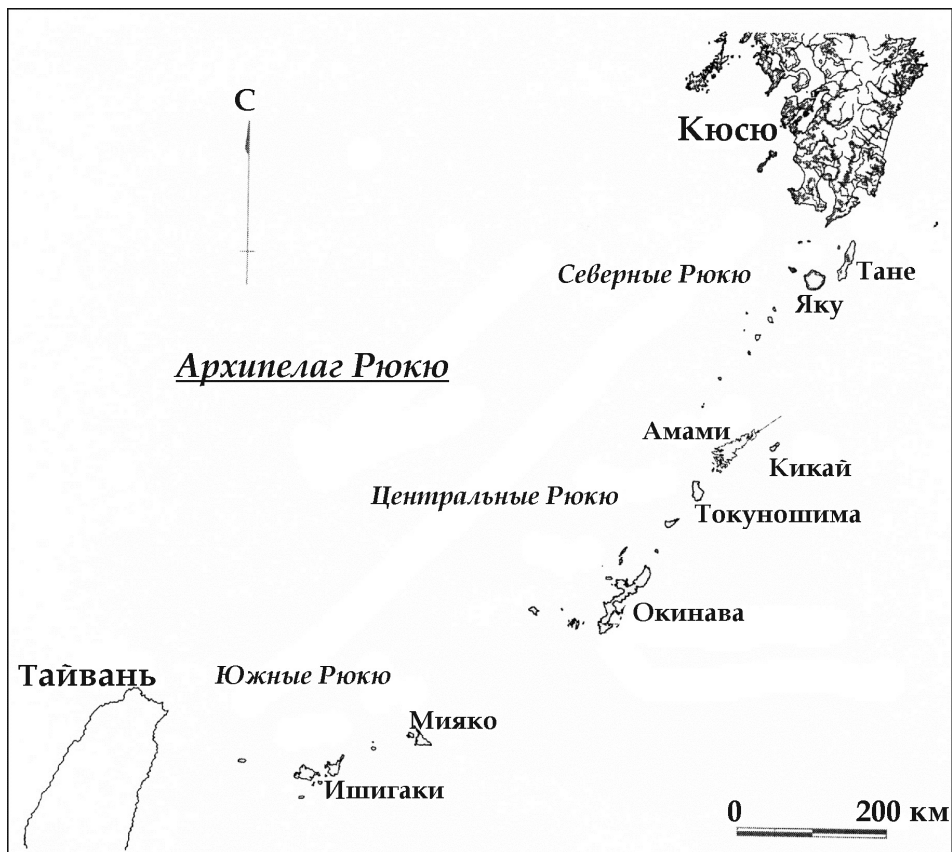 С
Кюсю
Северные Рюкю
Тане
Яку
Архипелаг Рюкю
Амами
Кикай
Центральные Рюкю
Токуношима
Окинава
Тайвань
Южные Рюкю
Мияко
Ишигаки
0 200 км